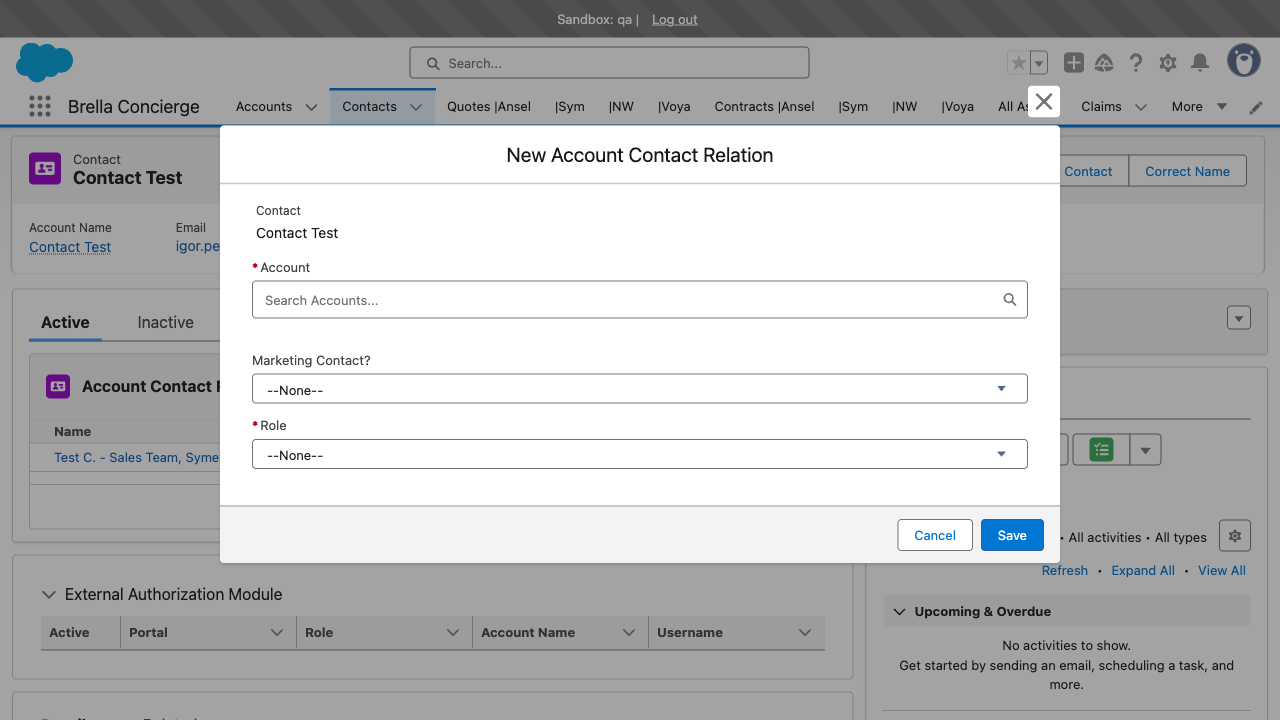 Sandbox: qa | Log out
Search...
Brella Concierge
Accounts
Contacts
Quotes |Ansel
|Sym
|NW
|Voya
Contracts |Ansel
|Sym
|NW
|Voya
All
Claims
More
Contact
Contact Test
Contact
Correct Name
Account Name
Contact Test
Email
igor.pe
New Account Contact Relation
Contact
Contact Test
*Account
Search Accounts...
Marketing Contact?
--None--
*Role
--None--
Cancel
Save
Active
Inactive
Account Contact
Name
Test C. - Sales Team, Syme
• All activities • All types
Refresh • Expand All • View All
Upcoming & Overdue
No activities to show.
Get started by sending an email, scheduling a task, and
more.
External Authorization Module
Active
Portal
Role
Account Name
Username